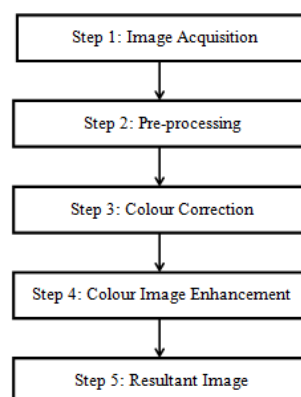 Step 1: Image Acquisition
Step 2: Pre-processing
Step 3: Colour Correction
Step 4: Colour Image Enhancement
Step 5: Resultant Image